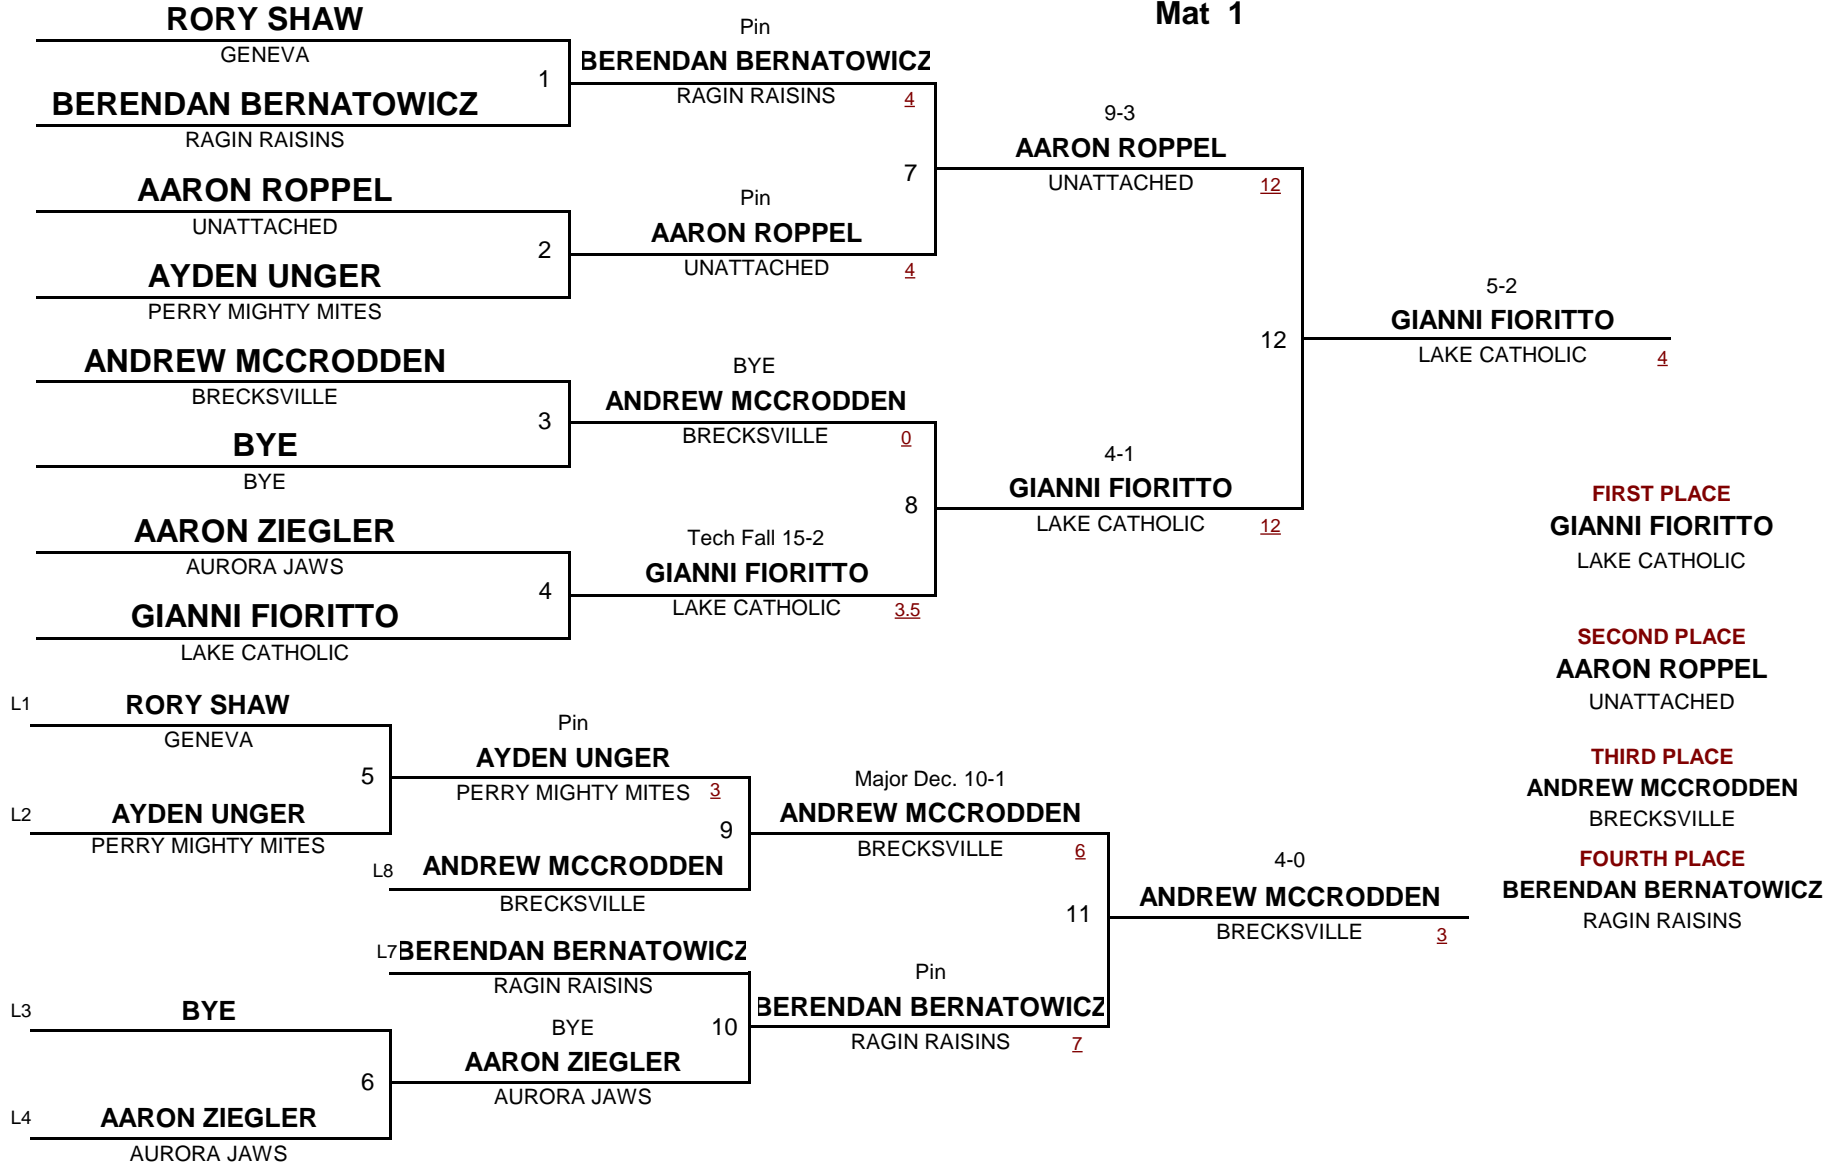 Mat 1
RORY SHAW
GENEVA
1
BERENDAN BERNATOWICZ
RAGIN RAISINS
AARON ROPPEL
UNATTACHED
2
AYDEN UNGER
PERRY MIGHTY MITES
ANDREW MCCRODDEN
BRECKSVILLE
3
BYE
BYE
AARON ZIEGLER
AURORA JAWS
4
GIANNI FIORITTO
LAKE CATHOLIC
Pin
BERENDAN BERNATOWICZ
RAGIN RAISINS 4
7
Pin
AARON ROPPEL
UNATTACHED 4
BYE
ANDREW MCCRODDEN
BRECKSVILLE 0
8
Tech Fall 15-2
GIANNI FIORITTO
LAKE CATHOLIC 3.5
9-3
AARON ROPPEL
UNATTACHED 12
12
4-1
GIANNI FIORITTO
LAKE CATHOLIC 12
5-2
GIANNI FIORITTO
LAKE CATHOLIC 4
L1 RORY SHAW
GENEVA
5
L2 AYDEN UNGER
PERRY MIGHTY MITES
Pin
AYDEN UNGER
PERRY MIGHTY MITES 3
9
L8 ANDREW MCCRODDEN
BRECKSVILLE
L7 BERENDAN BERNATOWICZ
RAGIN RAISINS
10
BYE
AARON ZIEGLER
AURORA JAWS
L3 BYE
6
L4 AARON ZIEGLER
AURORA JAWS
Major Dec. 10-1
ANDREW MCCRODDEN
BRECKSVILLE 6
11
Pin
BERENDAN BERNATOWICZ
RAGIN RAISINS 7
4-0
ANDREW MCCRODDEN
BRECKSVILLE 3
FIRST PLACE
GIANNI FIORITTO
LAKE CATHOLIC
SECOND PLACE
AARON ROPPEL
UNATTACHED
THIRD PLACE
ANDREW MCCRODDEN
BRECKSVILLE
FOURTH PLACE
BERENDAN BERNATOWICZ
RAGIN RAISINS